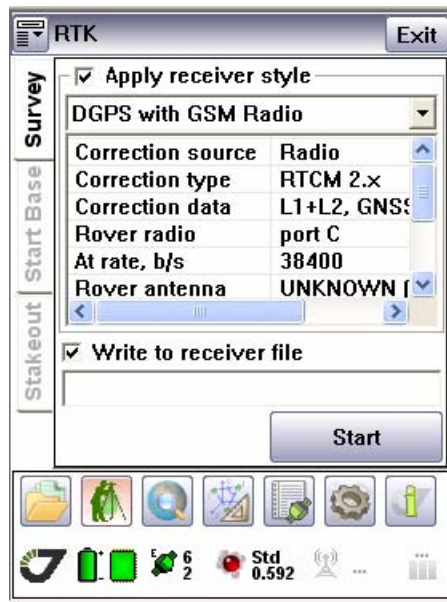 RTK
Exit
Survey
Start Base
Stakeout
Apply receiver style
DGPS with GSM Radio
Correction source Radio
Correction type RTCM 2.x
Correction data L1+L2, GNSS
Rover radio port C
At rate, b/s 38400
Rover antenna UNKNOWN
Write to receiver file
Start
E 6
2
Std
0.592
...